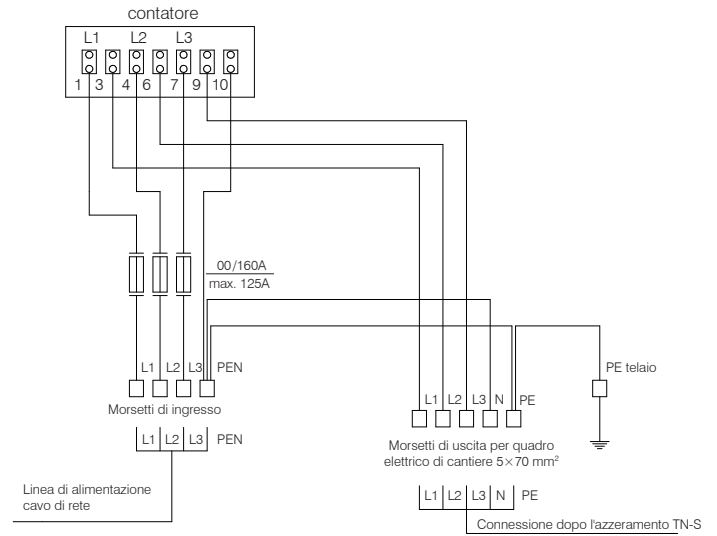 contatore
L1 L2 L3
1 3 4 6 7 9 10
00/160A
max. 125A
L1 L2 L3 PEN
PE telaio
Morsetti di ingresso
L1 L2 L3 N PE
L1 L2 L3 PEN
Morsetti di uscita per quadro
elettrico di cantiere 5×70 mm²
Linea di alimentazione
cavo di rete
L1 L2 L3 N PE
Connessione dopo l'azzeramento TN-S